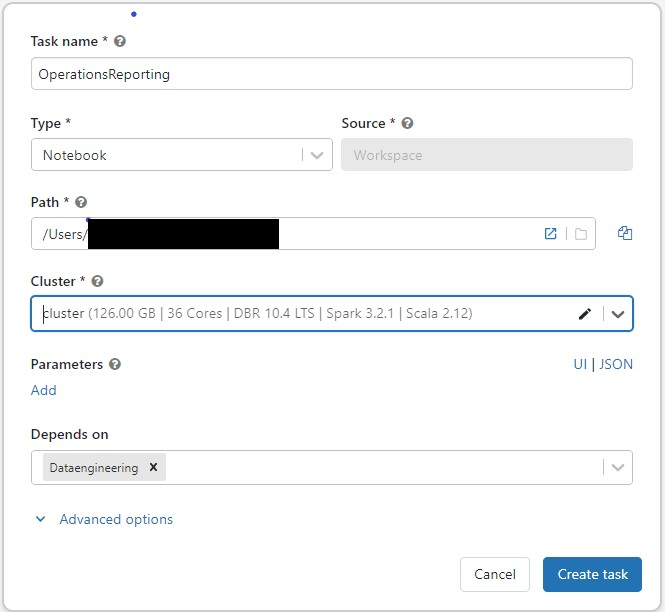 Task name *
OperationsReporting
Type * Source *
Notebook Workspace
Path *
/Users/
Cluster *
cluster (126.00 GB | 36 Cores | DBR 10.4 LTS | Spark 3.2.1 | Scala 2.12)
Parameters UI | JSON
Add
Depends on
Dataengineering x
Advanced options
Cancel Create task